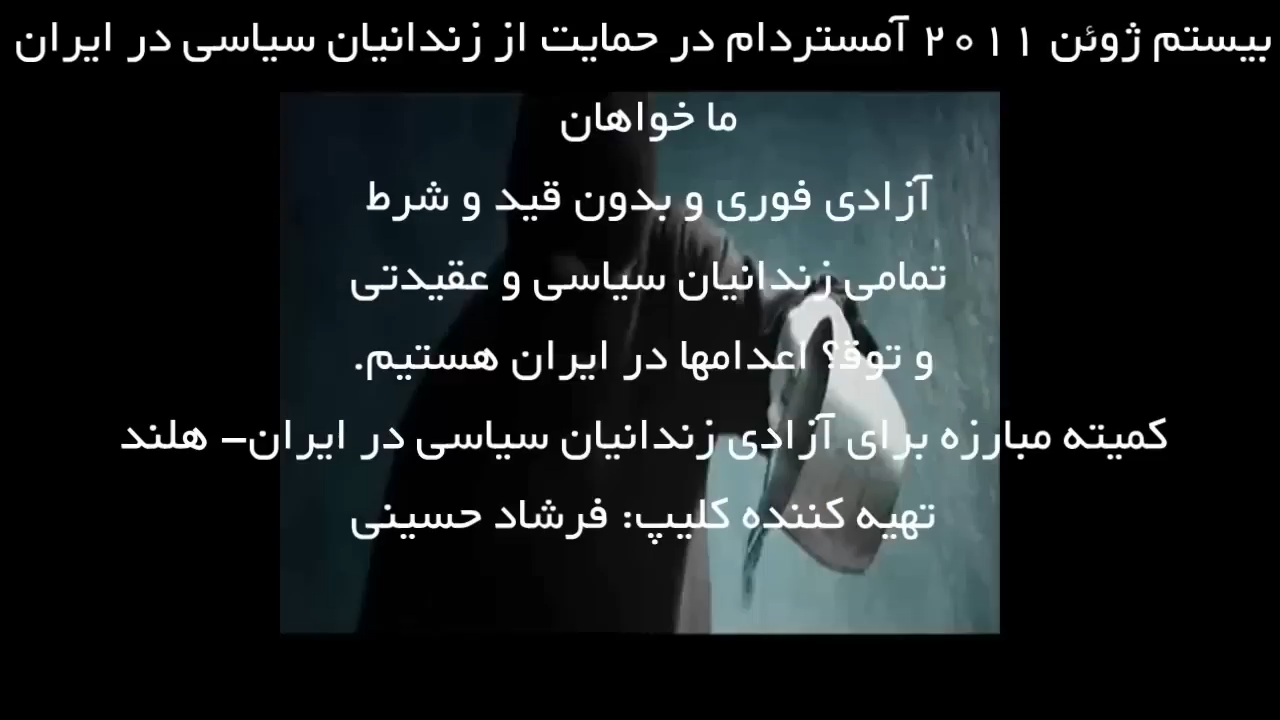 بیستم ژوئن ۲۰۱۱ آمستردام در حمایت از زندانیان سیاسی در ایران
ما خواهان
آزادی فوری و بدون قید و شرط
تمامی زندانیان سیاسی و عقیدتی
و توقﻓ؟ اعدامها در ایران هستیم.
کمیته مبارزه برای آزادی زندانیان سیاسی در ایران– هلند
تهیه کننده کلیپ: فرشاد حسینی